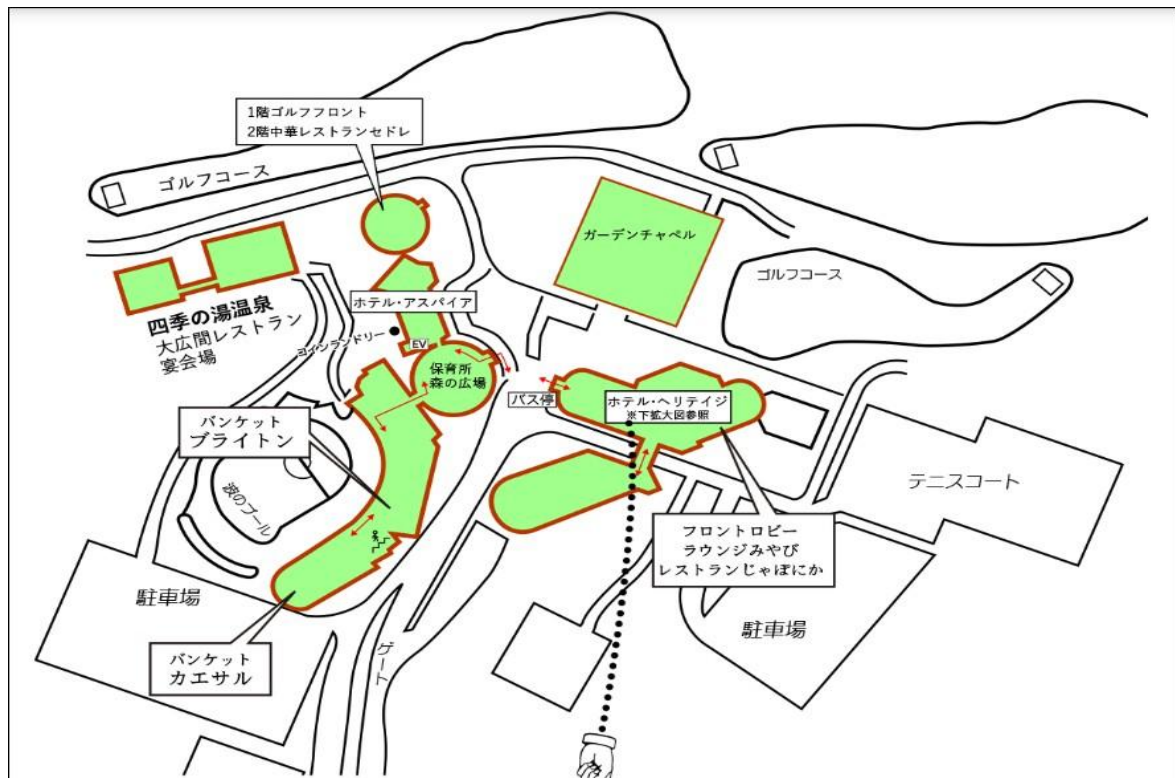 1階ゴルフフロント
2階中華レストランセドレ
ゴルフコース
ガーデンチャペル
ゴルフコース
四季の湯温泉
大広間レストラン
宴会場
ホテル・アスパイア
コインランドリー
EV
保育所
森の広場
バス停
ホテル・ヘリテイジ
※下拡大図参照
バンケット
ブライトン
波のプール
テニスコート
フロントロビー
ラウンジみやび
レストランじゃぽにか
駐車場
駐車場
ゲート
バンケット
カエサル